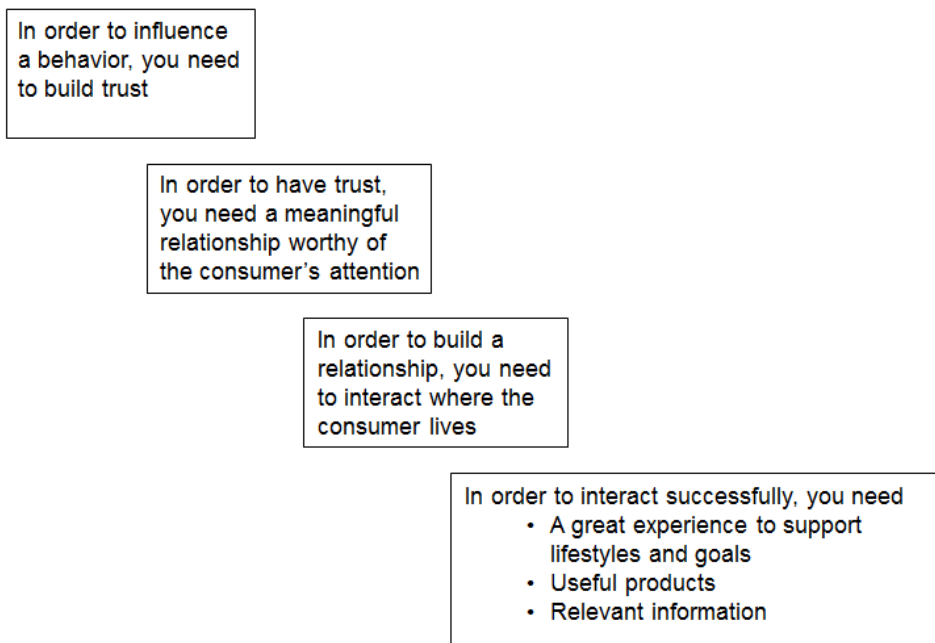 In order to influence
a behavior, you need
to build trust
In order to have trust,
you need a meaningful
relationship worthy of
the consumer’s attention
In order to build a
relationship, you need
to interact where the
consumer lives
In order to interact successfully, you need
• A great experience to support
lifestyles and goals
• Useful products
• Relevant information